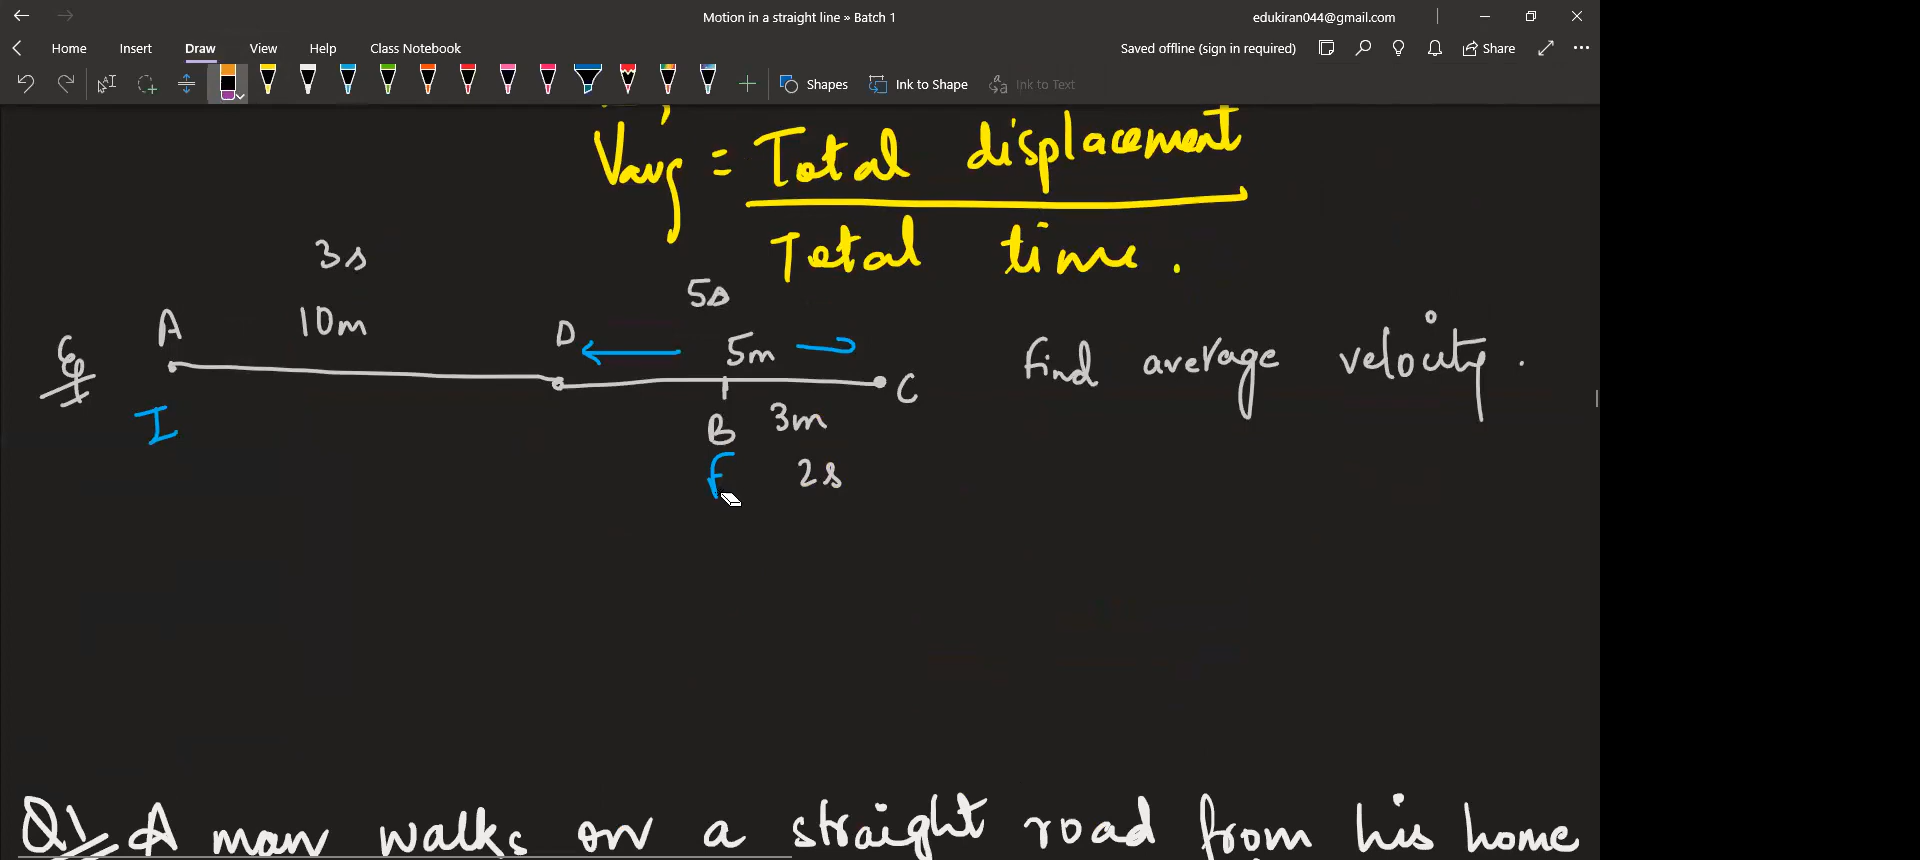 Motion in a straight line » Batch 1
edukiran044@gmail.com
Home Insert Draw View Help Class Notebook
Saved offline (sign in required)
Share
Shapes Ink to Shape Ink to Text
Vavg = Total displacement
Total time.
3s
5s
A 10m D 5m
Eg
C
find average velocity.
I
B 3m
F 2s
Q1 A man walks on a straight road from his home